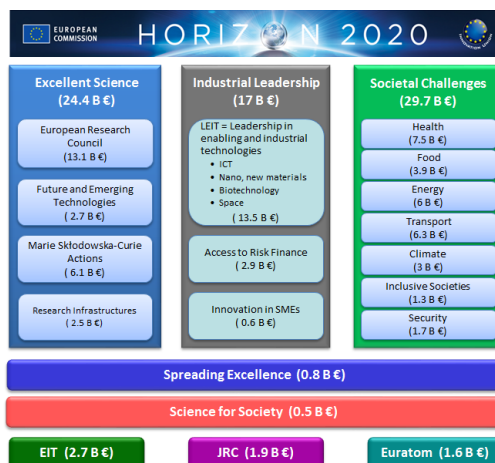 EUROPEAN
COMMISSION
HORIZON 2020
Excellent Science
(24.4 B €)
European Research
Council
(13.1 B €)
Future and Emerging
Technologies
( 2.7 B €)
Marie Skłodowska-Curie
Actions
( 6.1 B €)
Research Infrastructures
( 2.5 B €)
Industrial Leadership
(17 B €)
LEIT = Leadership in
enabling and industrial
technologies
• ICT
• Nano, new materials
• Biotechnology
• Space
( 13.5 B €)
Access to Risk Finance
( 2.9 B €)
Innovation in SMEs
( 0.6 B €)
Societal Challenges
(29.7 B €)
Health
(7.5 B €)
Food
(3.9 B €)
Energy
(6 B €)
Transport
(6.3 B €)
Climate
(3 B €)
Inclusive Societies
(1.3 B €)
Security
(1.7 B €)
Spreading Excellence (0.8 B €)
Science for Society (0.5 B €)
EIT (2.7 B €)
JRC (1.9 B €)
Euratom (1.6 B €)